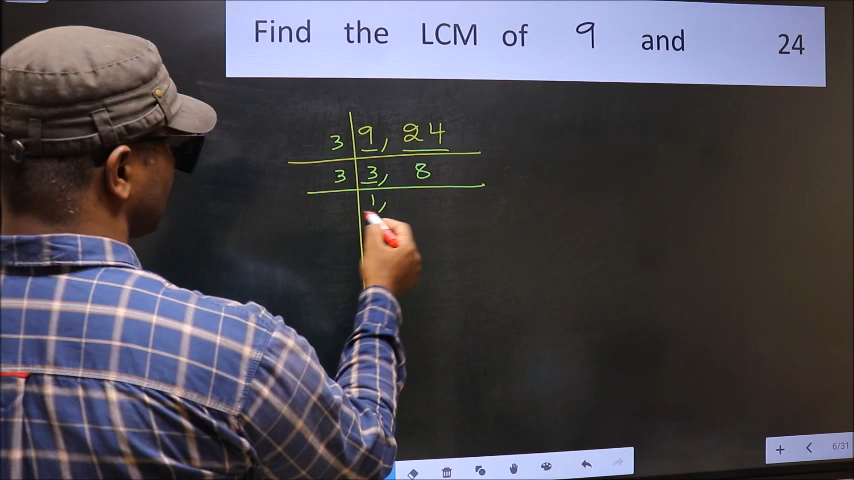 Find the LCM of 9 and 24
3 9, 24
3 3, 8
1,
6/31